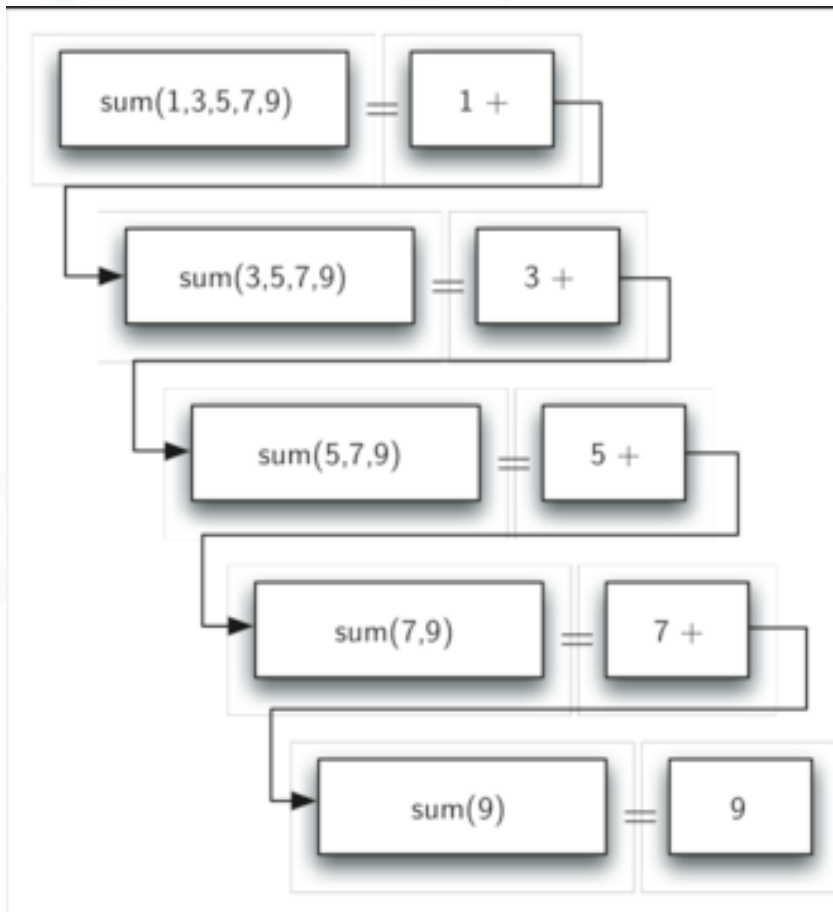 sum(1,3,5,7,9) = 1 +
sum(3,5,7,9) = 3 +
sum(5,7,9) = 5 +
sum(7,9) = 7 +
sum(9) = 9